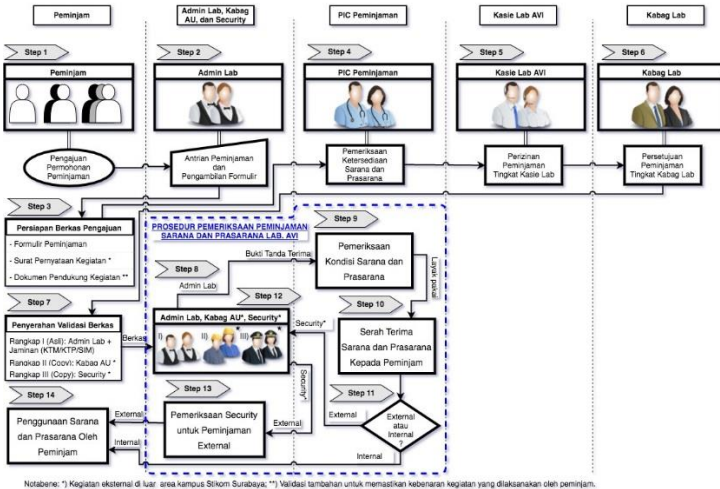 Peminjam
Admin Lab, Kabag
AU, dan Security
PIC Peminjaman
Kasie Lab AVI
Kabag Lab
Step 1
Step 2
Step 4
Step 5
Step 6
Peminjam
Admin Lab
PIC Peminjaman
Kasie Lab AVI
Kabag Lab
Pengajuan
Permohonan
Peminjaman
Antrian Peminjaman
dan
Pengambilan Formulir
Pemeriksaan
Ketersediaan
Sarana dan
Prasarana
Perizinan
Peminjaman
Tingkat Kasie Lab
Persetujuan
Peminjaman
Tingkat Kabag Lab
Step 3
Persiapan Berkas Pengajuan
- Formulir Peminjaman
- Surat Pernyataan Kegiatan *
- Dokumen Pendukung Kegiatan **
PROSEDUR PEMERIKSAAN PEMINJAMAN
SARANA DAN PRASARANA LAB. AVI
Step 9
Bukti Tanda Terima
Pemeriksaan
Kondisi Sarana dan
Prasarana
Layak pakai
Step 8
Admin Lab
Step 7
Penyerahan Validasi Berkas
Rangkap I (Asli): Admin Lab +
Jaminan (KTM/KTP/SIM)
Rangkap II (Copy): Kabag AU *
Rangkap III (Copy): Security *
Berkas
Step 12
Admin Lab, Kabag AU*, Security*
I)
II)
III)
Security*
Security*
Step 10
Serah Terima
Sarana dan Prasarana
Kepada Peminjam
Step 11
External
atau
Internal
?
External
Internal
Step 13
Pemeriksaan Security
untuk Peminjaman
External
External
Step 14
Penggunaan Sarana
dan Prasarana Oleh
Peminjam
External
Internal
Notabene: *) Kegiatan eksternal di luar area kampus Stikom Surabaya; **) Validasi tambahan untuk memastikan kebenaran kegiatan yang dilaksanakan oleh peminjam.